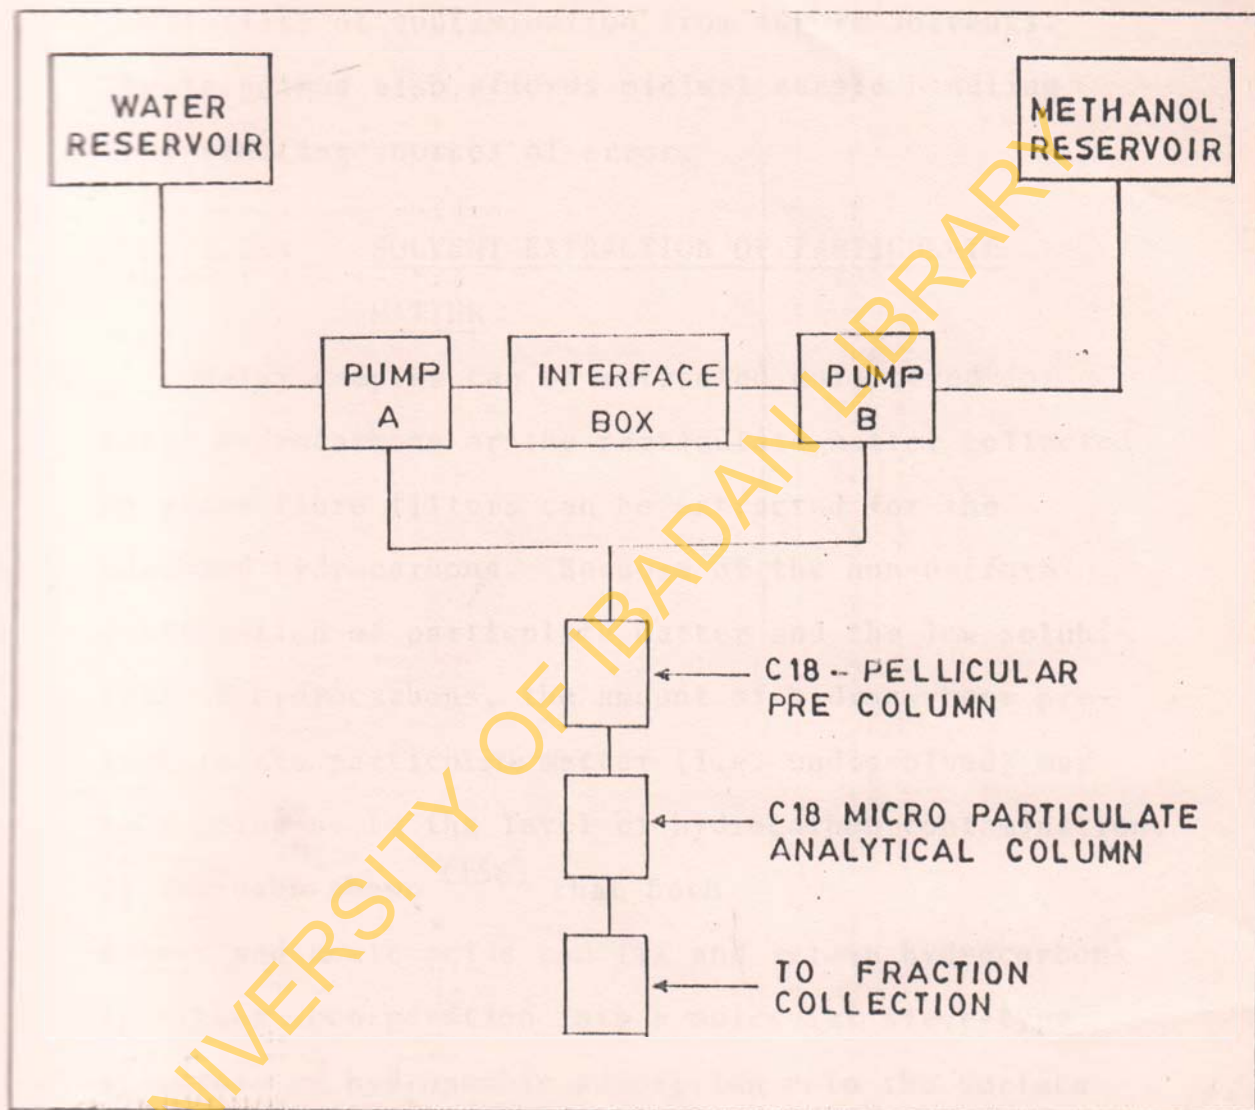 WATER
RESERVOIR
METHANOL
RESERVOIR
PUMP
A
INTERFACE
BOX
PUMP
B
C18-PELLICULAR
PRE COLUMN
C18 MICRO PARTICULATE
ANALYTICAL COLUMN
TO FRACTION
COLLECTION
UNIVERSITY OF IBADAN LIBRARY